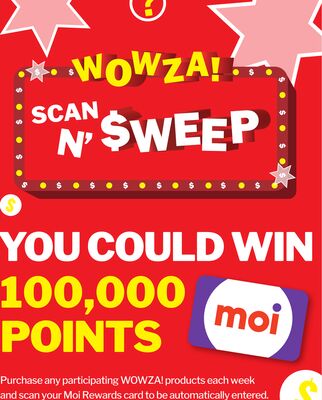 WOWZA!
SCAN
N' $WEEP
YOU COULD WIN
100,000
POINTS
moi
Purchase any participating WOWZA! products each week
and scan your Moi Rewards card to be automatically entered.